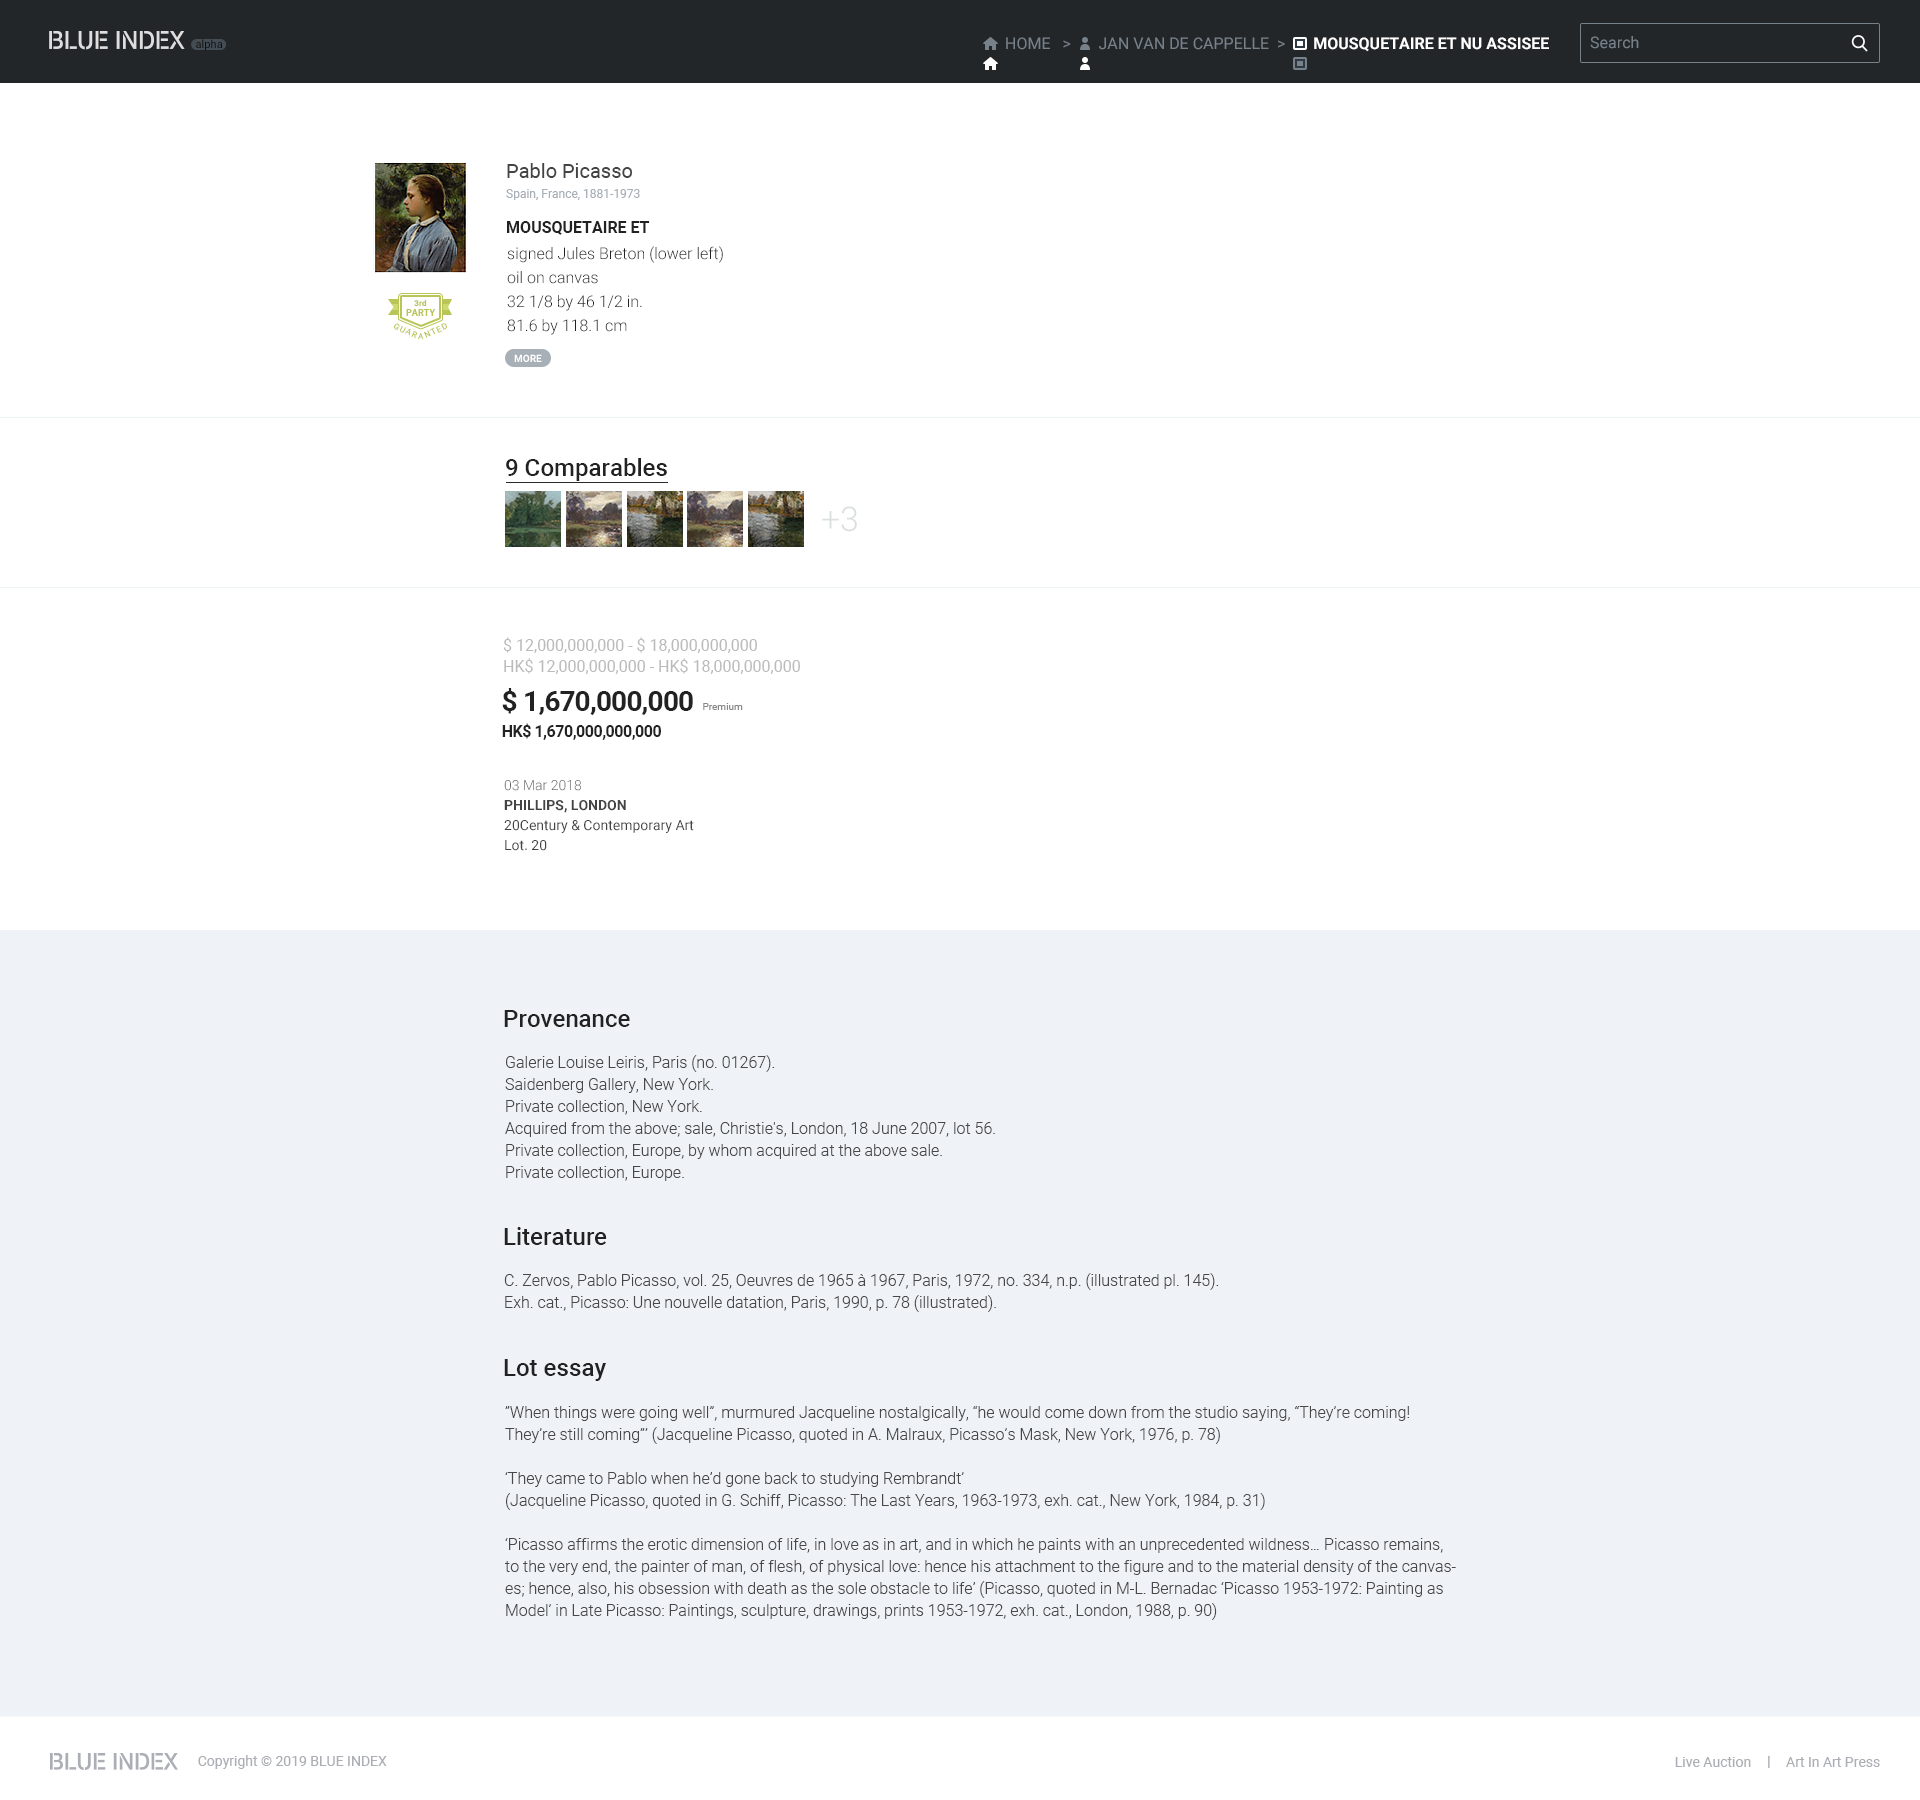 BLUE INDEX alpha
HOME > JAN VAN DE CAPPELLE > MOUSQUETAIRE ET NU ASSISEE
Search
Pablo Picasso
Spain, France, 1881-1973
MOUSQUETAIRE ET
signed Jules Breton (lower left)
oil on canvas
32 1/8 by 46 1/2 in.
81.6 by 118.1 cm
3rd
PARTY
GUARANTED
MORE
9 Comparables
+3
$ 12,000,000,000 - $ 18,000,000,000
HK$ 12,000,000,000 - HK$ 18,000,000,000
$ 1,670,000,000 Premium
HK$ 1,670,000,000,000
03 Mar 2018
PHILLIPS, LONDON
20Century & Contemporary Art
Lot. 20
Provenance
Galerie Louise Leiris, Paris (no. 01267).
Saidenberg Gallery, New York.
Private collection, New York.
Acquired from the above; sale, Christie's, London, 18 June 2007, lot 56.
Private collection, Europe, by whom acquired at the above sale.
Private collection, Europe.
Literature
C. Zervos, Pablo Picasso, vol. 25, Oeuvres de 1965 à 1967, Paris, 1972, no. 334, n.p. (illustrated pl. 145).
Exh. cat., Picasso: Une nouvelle datation, Paris, 1990, p. 78 (illustrated).
Lot essay
“When things were going well”, murmured Jacqueline nostalgically, “he would come down from the studio saying, “They’re coming!
They’re still coming”’ (Jacqueline Picasso, quoted in A. Malraux, Picasso’s Mask, New York, 1976, p. 78)
‘They came to Pablo when he’d gone back to studying Rembrandt’
(Jacqueline Picasso, quoted in G. Schiff, Picasso: The Last Years, 1963-1973, exh. cat., New York, 1984, p. 31)
‘Picasso affirms the erotic dimension of life, in love as in art, and in which he paints with an unprecedented wildness… Picasso remains,
to the very end, the painter of man, of flesh, of physical love: hence his attachment to the figure and to the material density of the canvas-
es; hence, also, his obsession with death as the sole obstacle to life’ (Picasso, quoted in M-L. Bernadac ‘Picasso 1953-1972: Painting as
Model’ in Late Picasso: Paintings, sculpture, drawings, prints 1953-1972, exh. cat., London, 1988, p. 90)
BLUE INDEX Copyright © 2019 BLUE INDEX
Live Auction | Art In Art Press